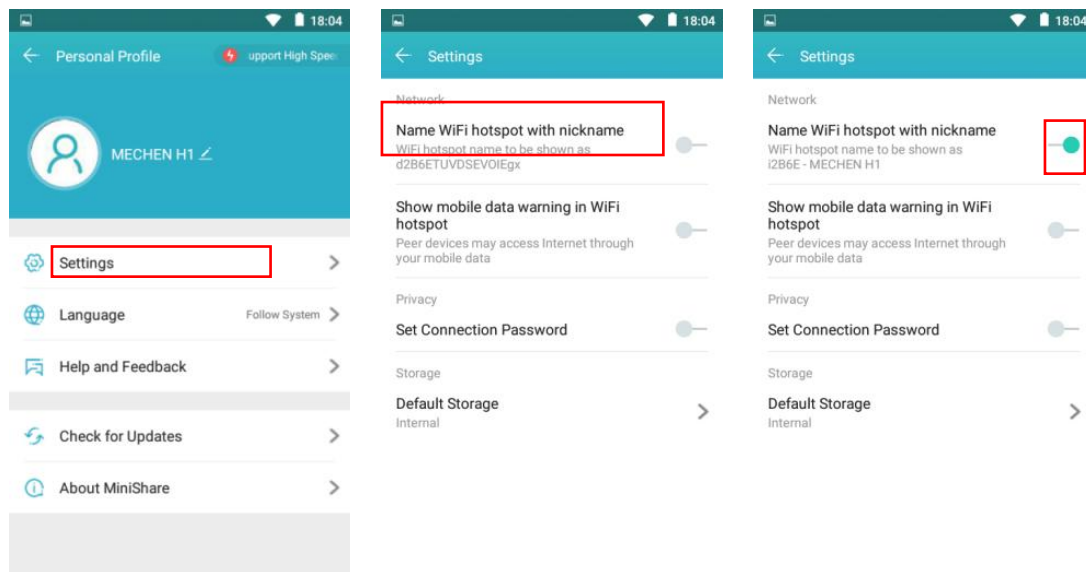 18:04
Personal Profile
upport High Spee
MECHEN H1
Settings
Language
Follow System
Help and Feedback
Check for Updates
About MiniShare
18:04
Settings
Network
Name WiFi hotspot with nickname
WiFi hotspot name to be shown as
d2B6ETUVDSEVOIEgx
Show mobile data warning in WiFi
hotspot
Peer devices may access Internet through
your mobile data
Privacy
Set Connection Password
Storage
Default Storage
Internal
18:04
Settings
Network
Name WiFi hotspot with nickname
WiFi hotspot name to be shown as
i2B6E - MECHEN H1
Show mobile data warning in WiFi
hotspot
Peer devices may access Internet through
your mobile data
Privacy
Set Connection Password
Storage
Default Storage
Internal